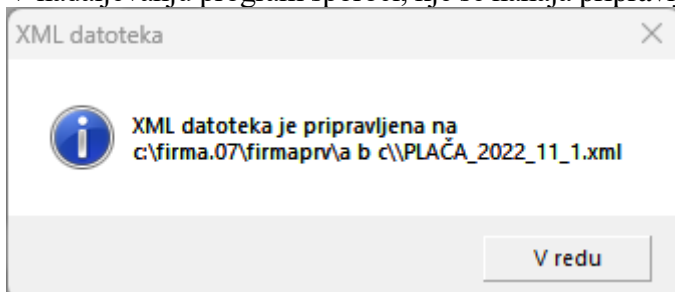 XML datoteka
XML datoteka je pripravljena na
c:\firma.07\firmaprv\a b c\\PLAČA_2022_11_1.xml
V redu